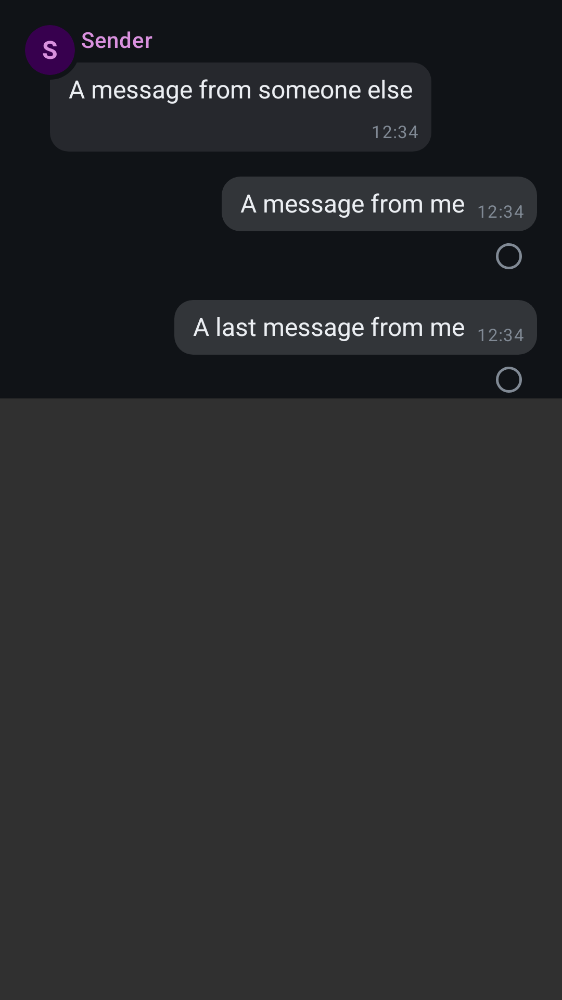 S
Sender
A message from someone else
12:34
A message from me 12:34
A last message from me 12:34